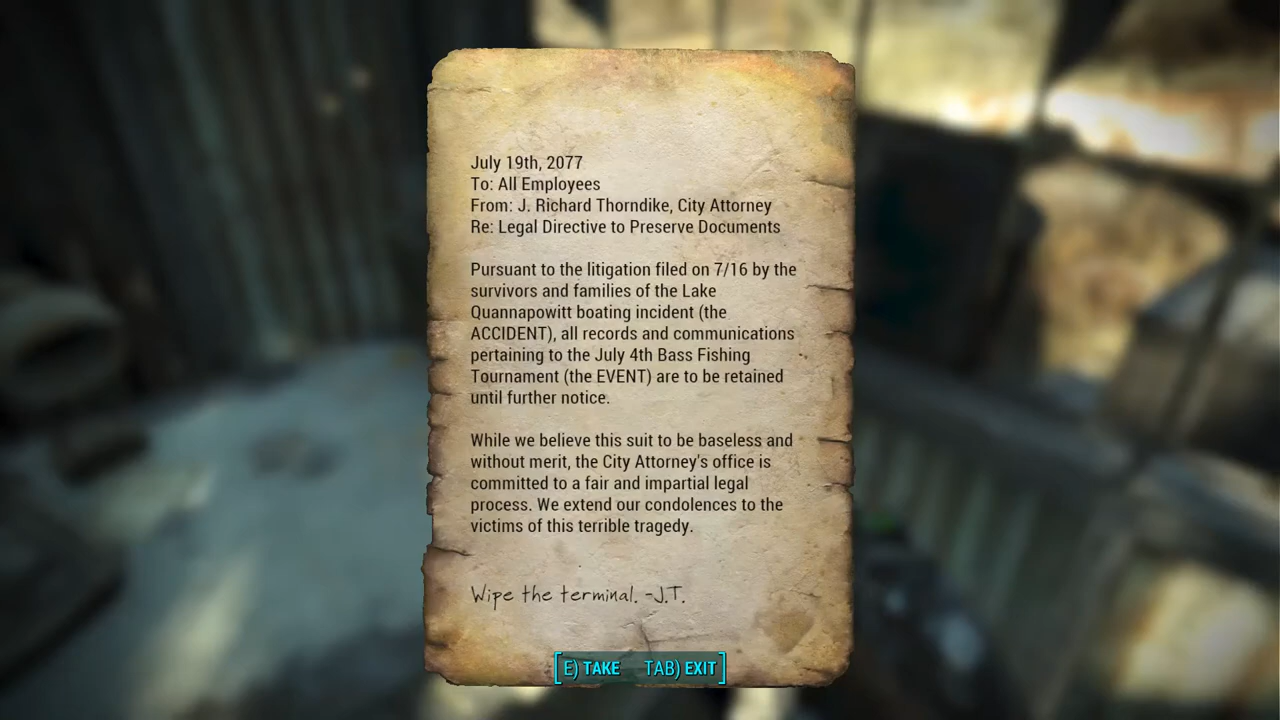 July 19th, 2077
To: All Employees
From: J. Richard Thorndike, City Attorney
Re: Legal Directive to Preserve Documents
Pursuant to the litigation filed on 7/16 by the
survivors and families of the Lake
Quannapowitt boating incident (the
ACCIDENT), all records and communications
pertaining to the July 4th Bass Fishing
Tournament (the EVENT) are to be retained
until further notice.
While we believe this suit to be baseless and
without merit, the City Attorney's office is
committed to a fair and impartial legal
process. We extend our condolences to the
victims of this terrible tragedy.
Wipe the terminal. -J.T.
E) TAKE TAB) EXIT